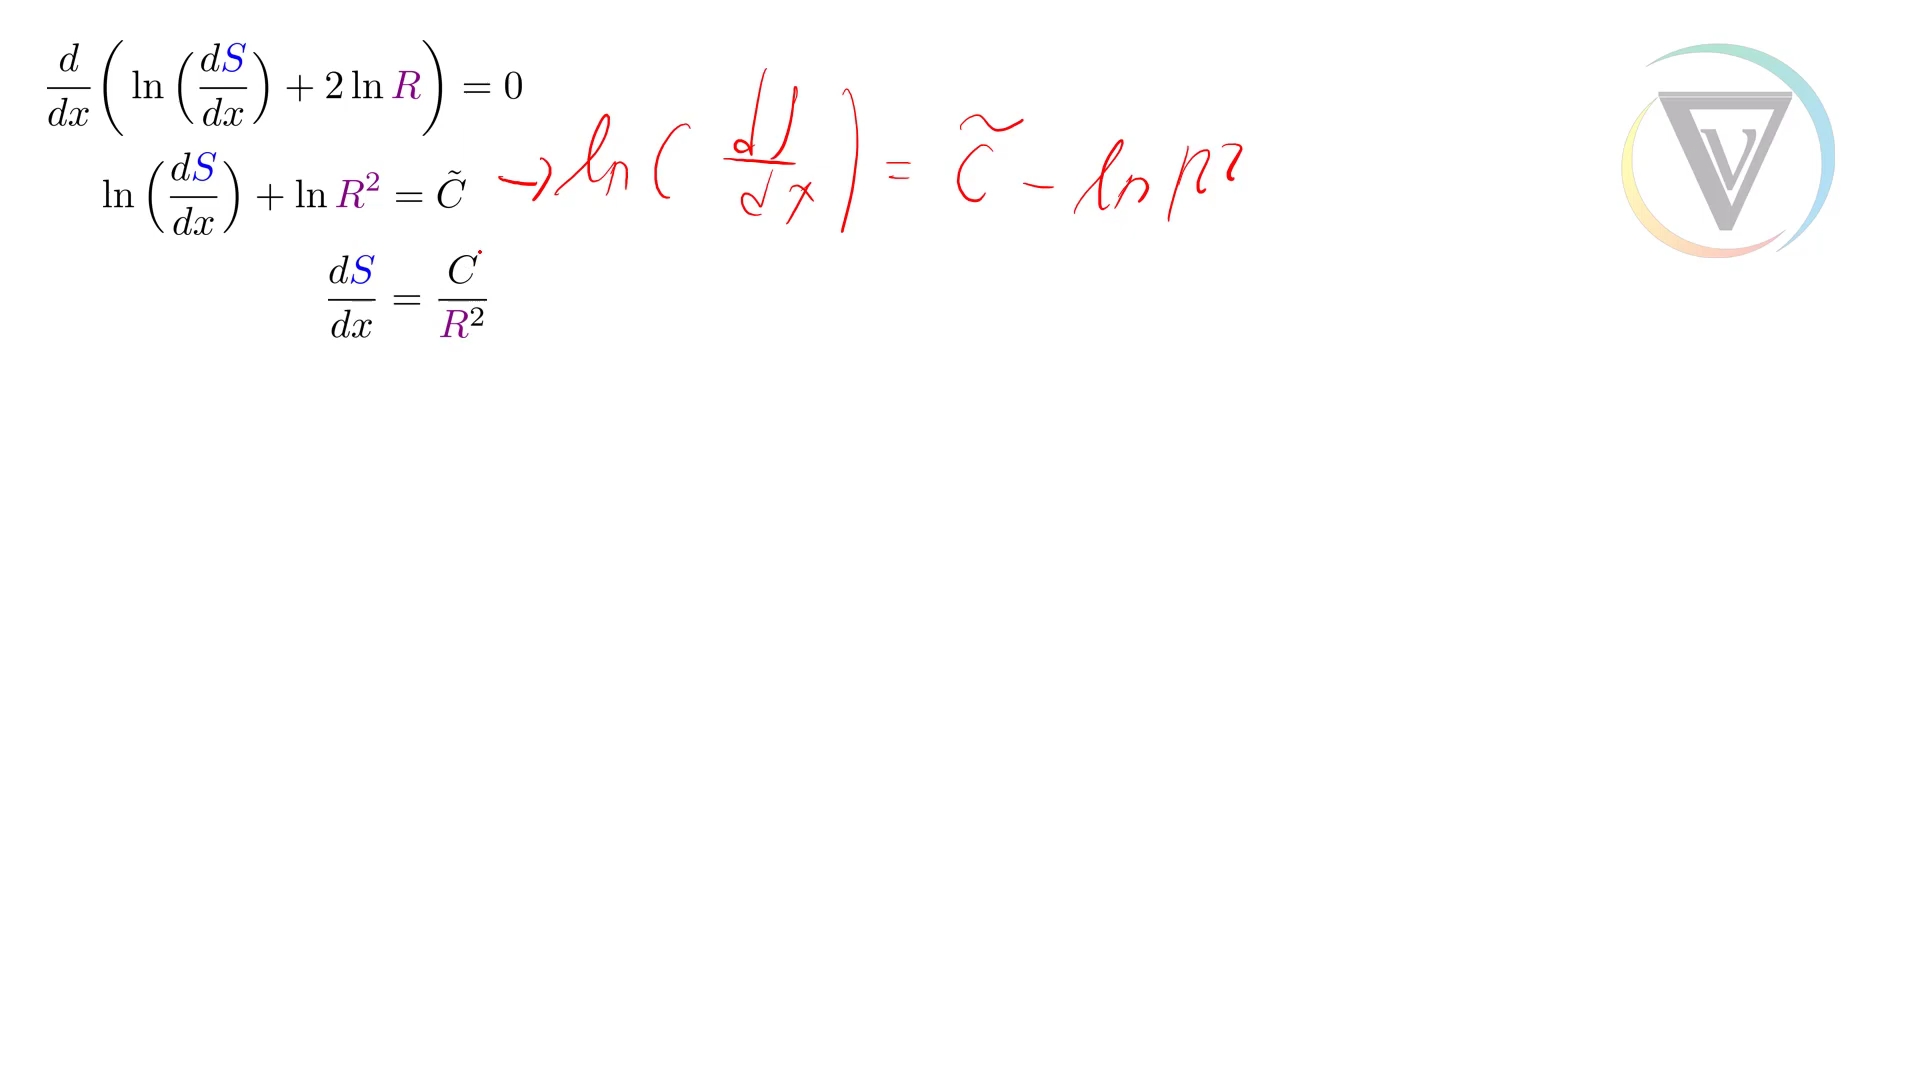 d/dx ( ln (dS/dx) + 2 ln R ) = 0
ln (dS/dx) + ln R² = C̃ → ln ( dS/dx ) = C̃ − ln R²
dS/dx = C/R²
V